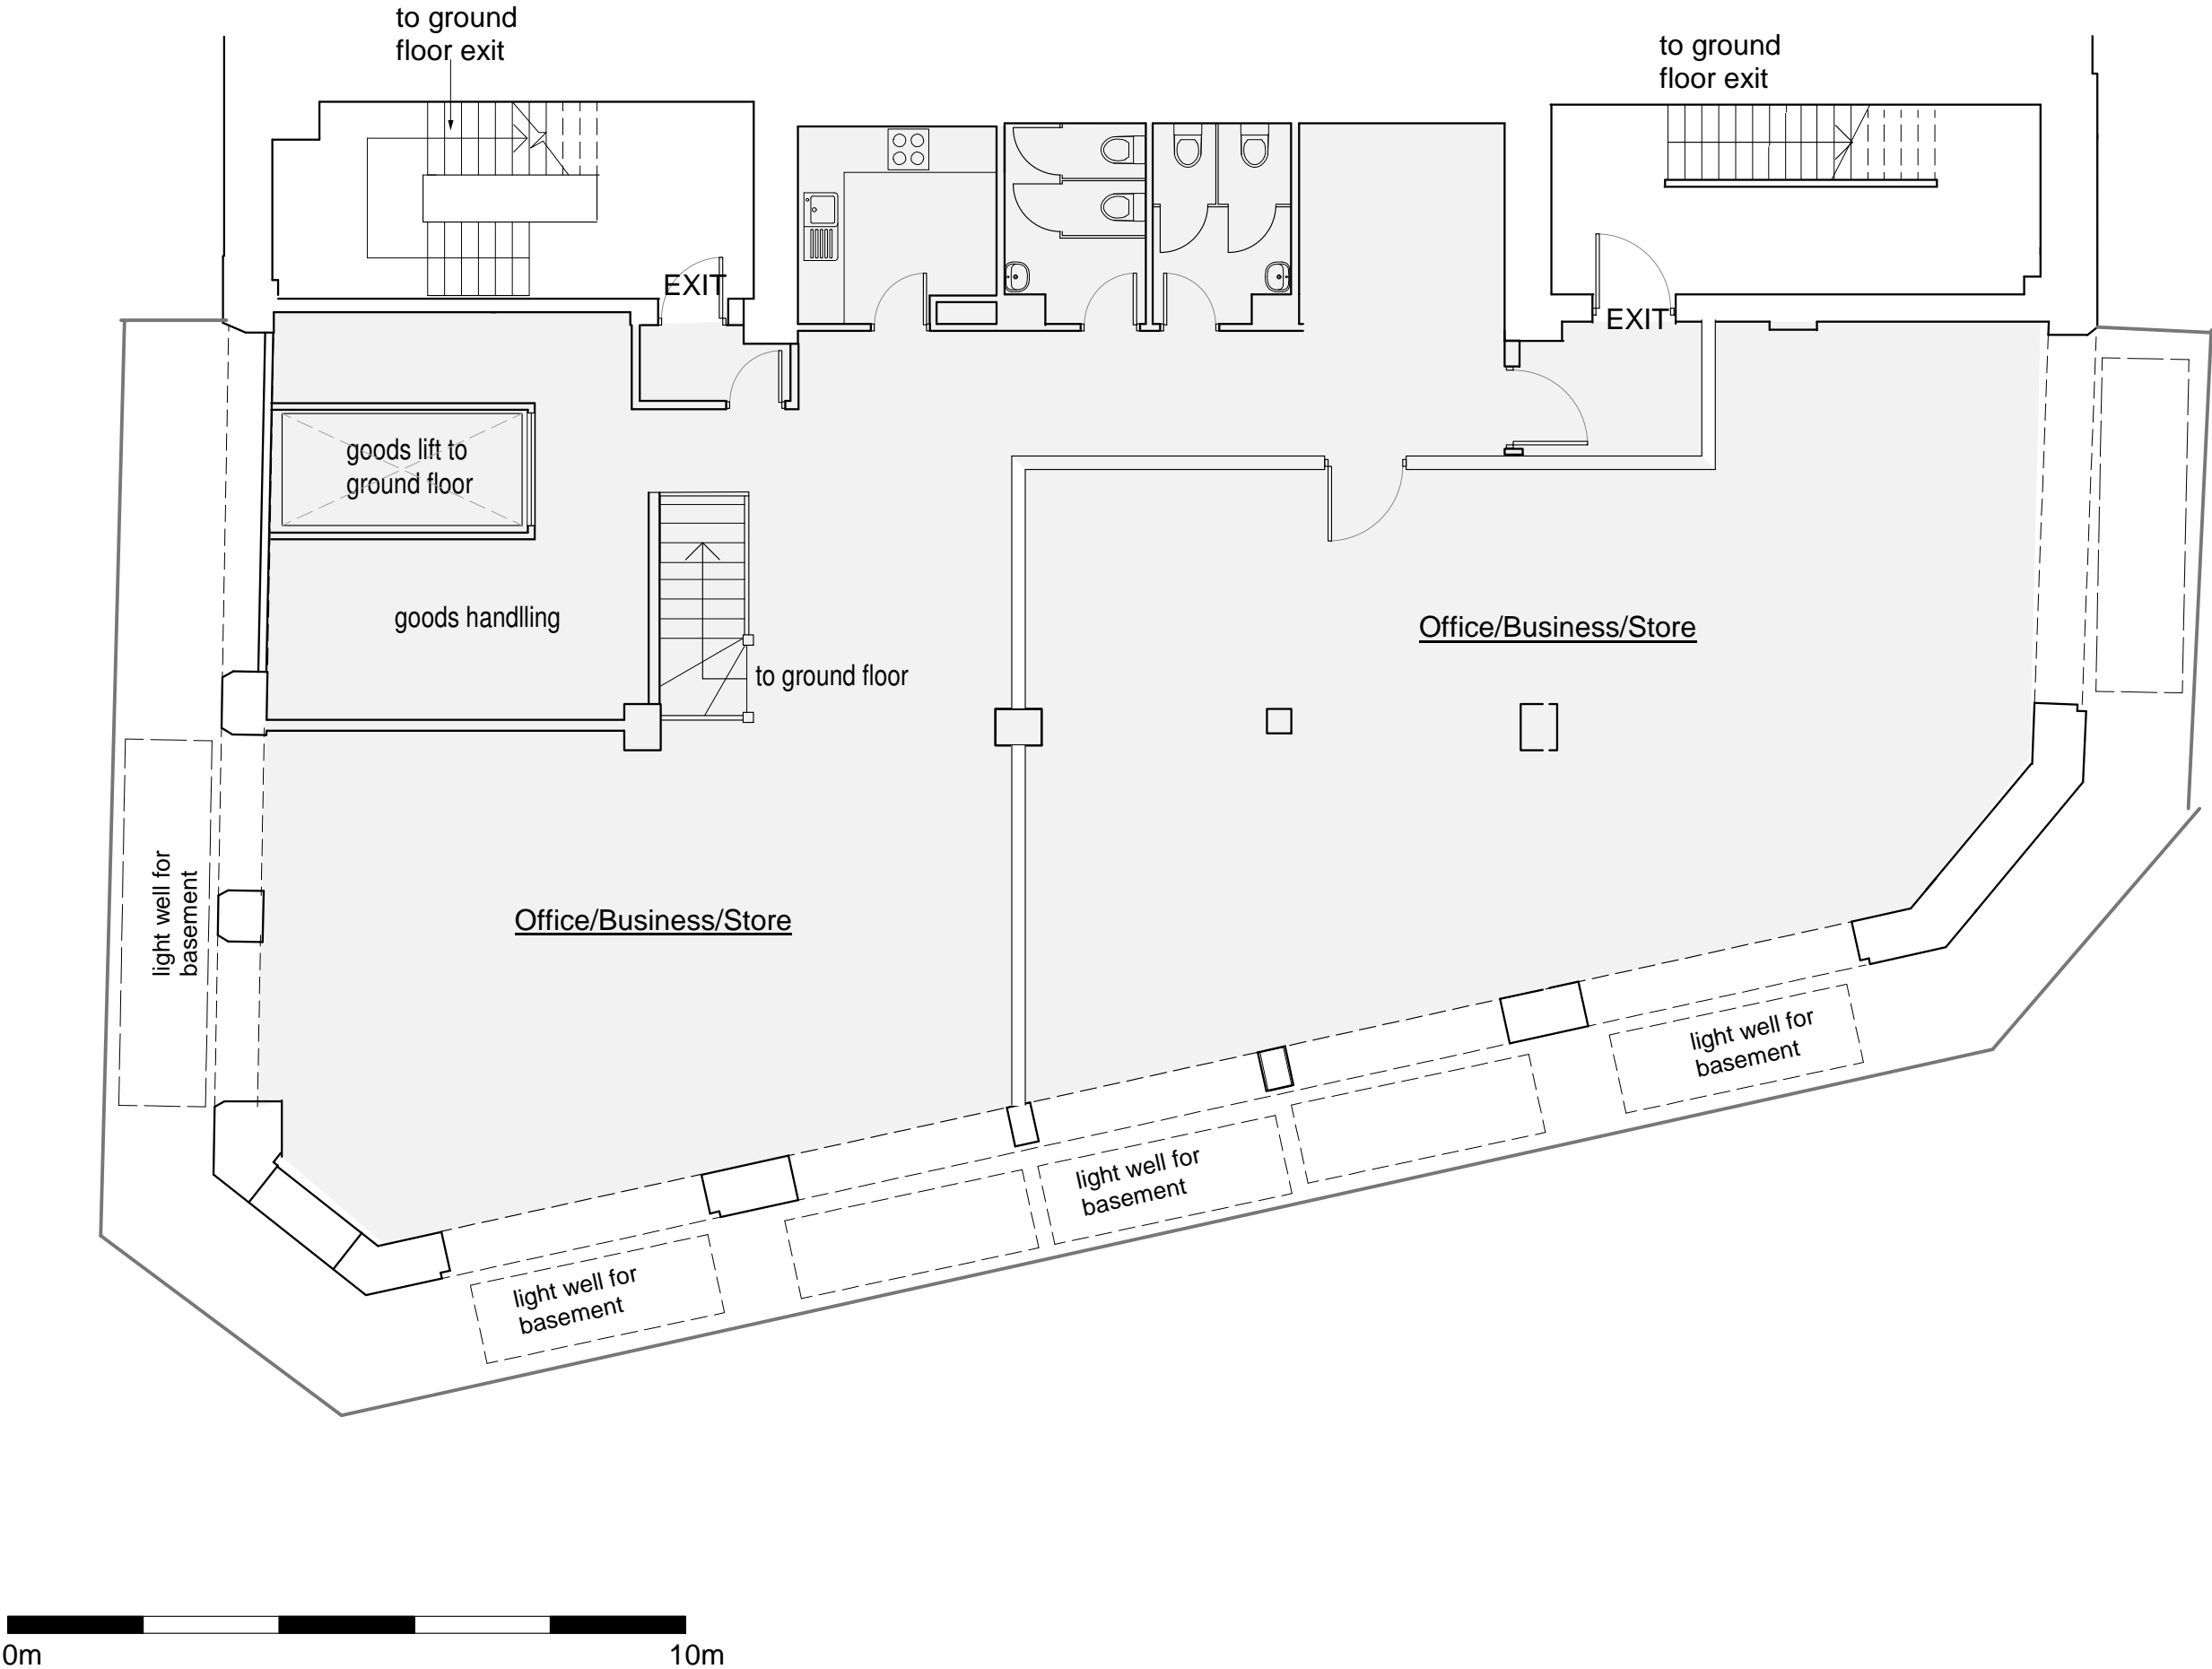 to ground
floor exit
to ground
floor exit
EXIT
EXIT
goods lift to
ground floor
goods handlling
to ground floor
Office/Business/Store
Office/Business/Store
light well for
basement
light well for
basement
light well for
basement
light well for
basement
0m
10m